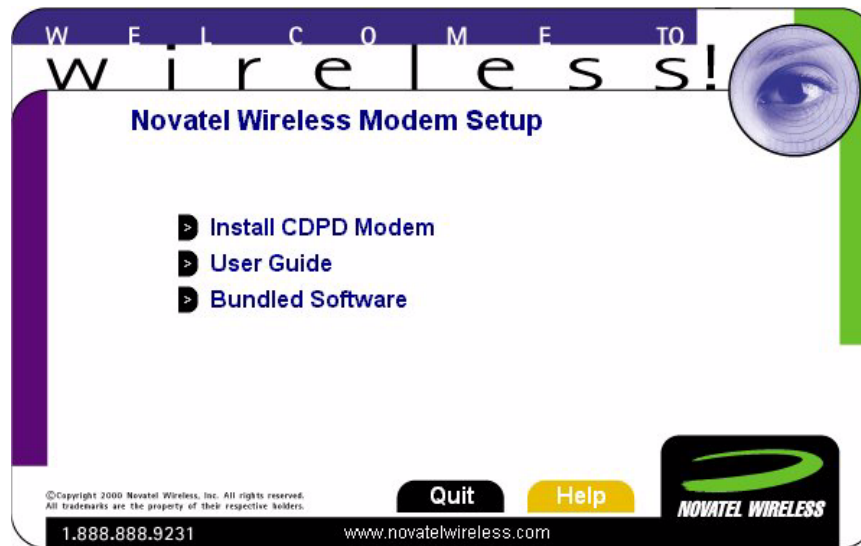 WELCOME TO
wireless!
Novatel Wireless Modem Setup
> Install CDPD Modem
> User Guide
> Bundled Software
©Copyright 2000 Novatel Wireless, Inc. All rights reserved.
All trademarks are the property of their respective holders.
Quit
Help
NOVATEL WIRELESS
1.888.888.9231
www.novatelwireless.com